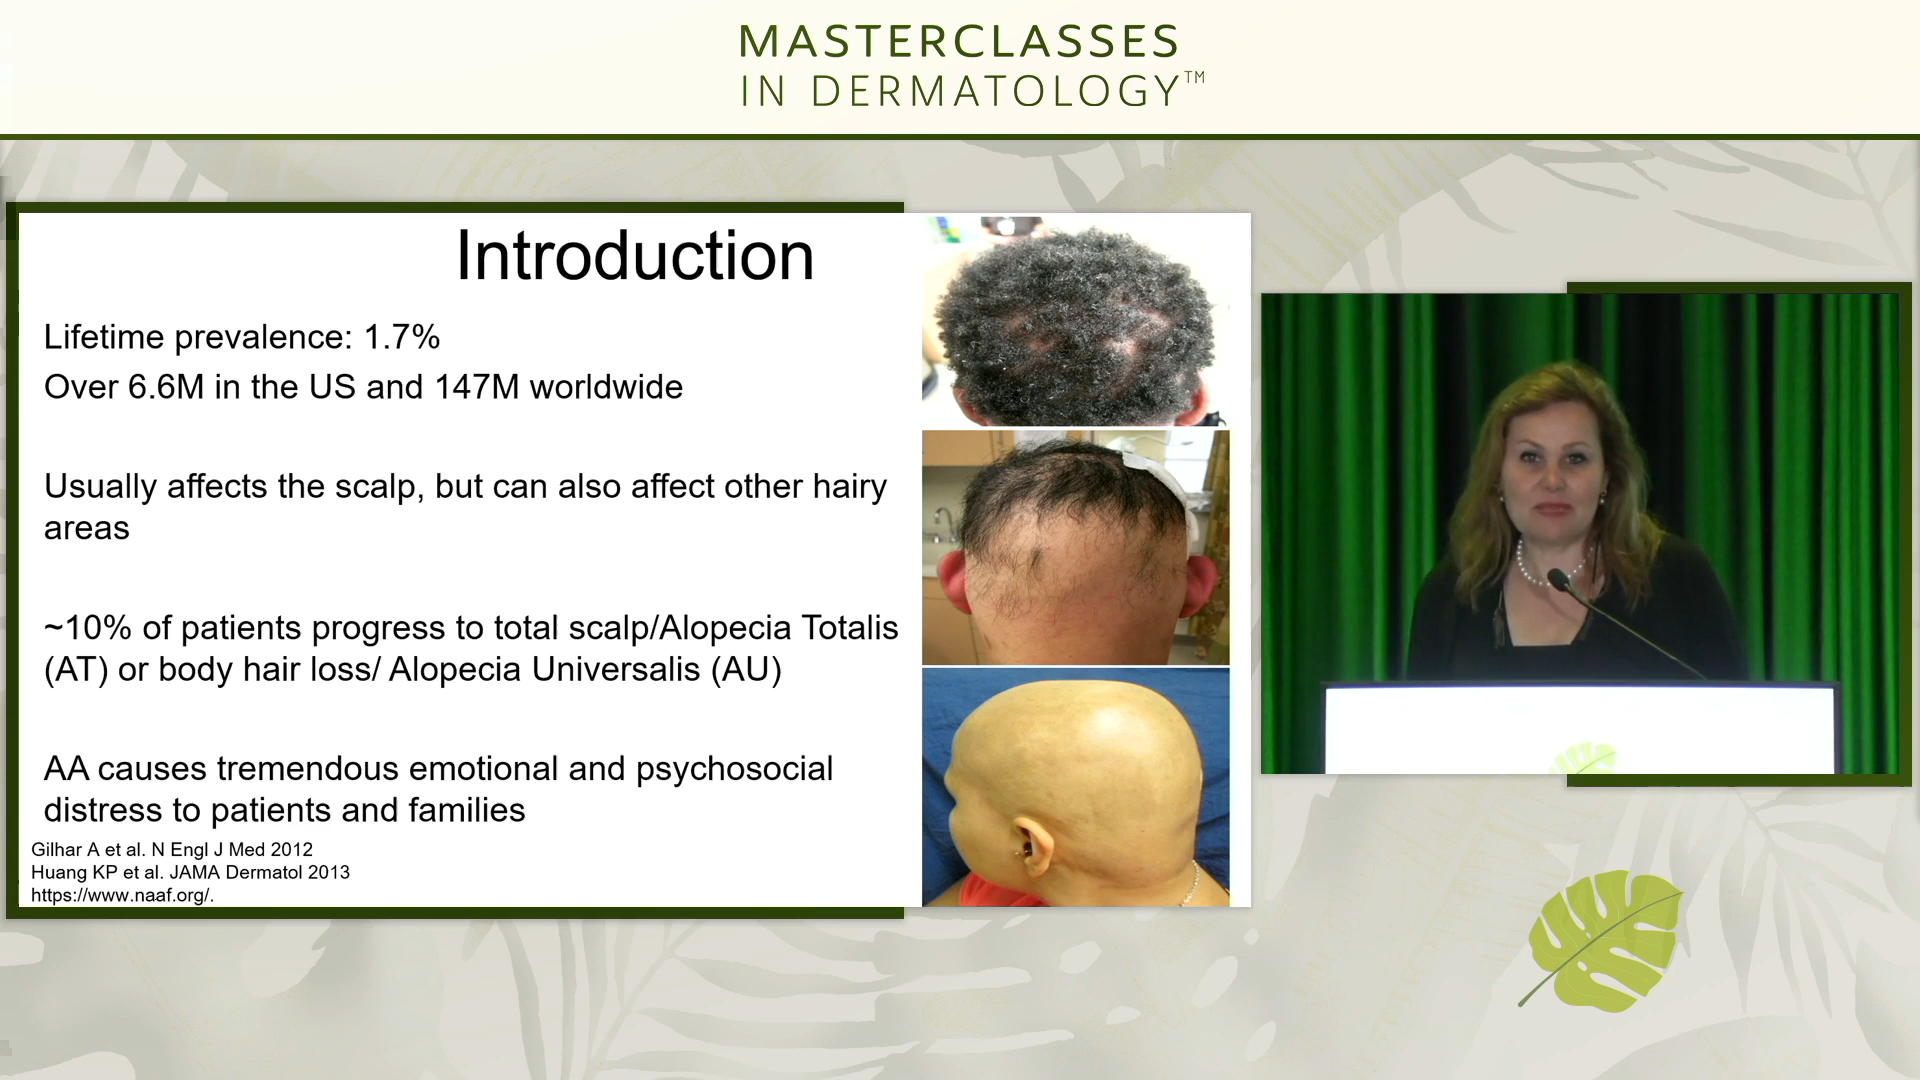 MASTERCLASSES
IN DERMATOLOGY™
Introduction
Lifetime prevalence: 1.7%
Over 6.6M in the US and 147M worldwide
Usually affects the scalp, but can also affect other hairy
areas
~10% of patients progress to total scalp/Alopecia Totalis
(AT) or body hair loss/ Alopecia Universalis (AU)
AA causes tremendous emotional and psychosocial
distress to patients and families
Gilhar A et al. N Engl J Med 2012
Huang KP et al. JAMA Dermatol 2013
https://www.naaf.org/.